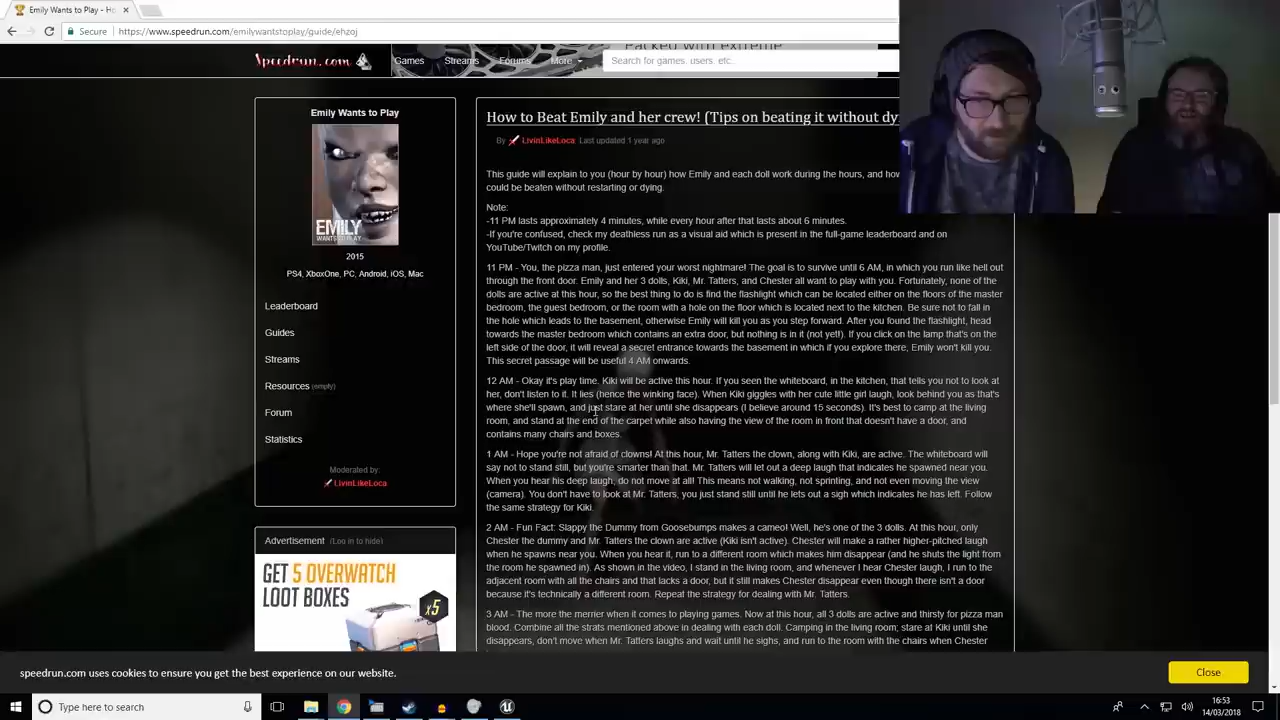 Emily Wants to Play - H
Secure
https://www.speedrun.com/emilywantstoplay/guide/ehzoj
Packed with extreme
speedrun.com
Games
Streams
Forums
More
Search for games, users, etc..
Emily Wants to Play
EMILY
WANTS TO PLAY
2015
PS4, XboxOne, PC, Android, iOS, Mac
Leaderboard
Guides
Streams
Resources (empty)
Forum
Statistics
Moderated by:
LivinLikeLoca
Advertisement (Log in to hide)
GET 5 OVERWATCH
LOOT BOXES
x5
How to Beat Emily and her crew! (Tips on beating it without
By LivinLikeLoca. Last updated 1 year ago
This guide will explain to you (hour by hour) how Emily and each doll work during the hours, and how
could be beaten without restarting or dying.
Note:
-11 PM lasts approximately 4 minutes, while every hour after that lasts about 6 minutes.
-If you're confused, check my deathless run as a visual aid which is present in the full-game leaderboard and on
YouTube/Twitch on my profile.
11 PM - You, the pizza man, just entered your worst nightmare! The goal is to survive until 6 AM, in which you run like hell out
through the front door. Emily and her 3 dolls, Kiki, Mr. Tatters, and Chester all want to play with you. Fortunately, none of the
dolls are active at this hour, so the best thing to do is find the flashlight which can be located either on the floors of the master
bedroom, the guest bedroom, or the room with a hole on the floor which is located next to the kitchen. Be sure not to fall in
the hole which leads to the basement, otherwise Emily will kill you as you step forward. After you found the flashlight, head
towards the master bedroom which contains an extra door, but nothing is in it (not yet!). If you click on the lamp that's on the
left side of the door, it will reveal a secret entrance towards the basement in which if you explore there, Emily won't kill you.
This secret passage will be useful 4 AM onwards.
12 AM - Okay it's play time. Kiki will be active this hour. If you seen the whiteboard, in the kitchen, that tells you not to look at
her, don't listen to it. It lies (hence the winking face). When Kiki giggles with her cute little girl laugh, look behind you as that's
where she'll spawn, and just stare at her until she disappears (I believe around 15 seconds). It's best to camp at the living
room, and stand at the end of the carpet while also having the view of the room in front that doesn't have a door, and
contains many chairs and boxes.
1 AM - Hope you're not afraid of clowns! At this hour, Mr. Tatters the clown, along with Kiki, are active. The whiteboard will
say not to stand still, but you're smarter than that. Mr. Tatters will let out a deep laugh that indicates he spawned near you.
When you hear his deep laugh, do not move at all! This means not walking, not sprinting, and not even moving the view
(camera). You don't have to look at Mr. Tatters, you just stand still until he lets out a sigh which indicates he has left. Follow
the same strategy for Kiki.
2 AM - Fun Fact: Slappy the Dummy from Goosebumps makes a cameo! Well, he's one of the 3 dolls. At this hour, only
Chester the dummy and Mr. Tatters the clown are active (Kiki isn't active). Chester will make a rather higher-pitched laugh
when he spawns near you. When you hear it, run to a different room which makes him disappear (and he shuts the light from
the room he spawned in). As shown in the video, I stand in the living room, and whenever I hear Chester laugh, I run to the
adjacent room with all the chairs and that lacks a door, but it still makes Chester disappear even though there isn't a door
because it's technically a different room. Repeat the strategy for dealing with Mr. Tatters.
3 AM - The more the merrier when it comes to playing games. Now at this hour, all 3 dolls are active and thirsty for pizza man
blood. Combine all the strats mentioned above in dealing with each doll. Camping in the living room; stare at Kiki until she
disappears, don't move when Mr. Tatters laughs and wait until he sighs, and run to the room with the chairs when Chester
speedrun.com uses cookies to ensure you get the best experience on our website.
Close
Type here to search
16:53
14/03/2018